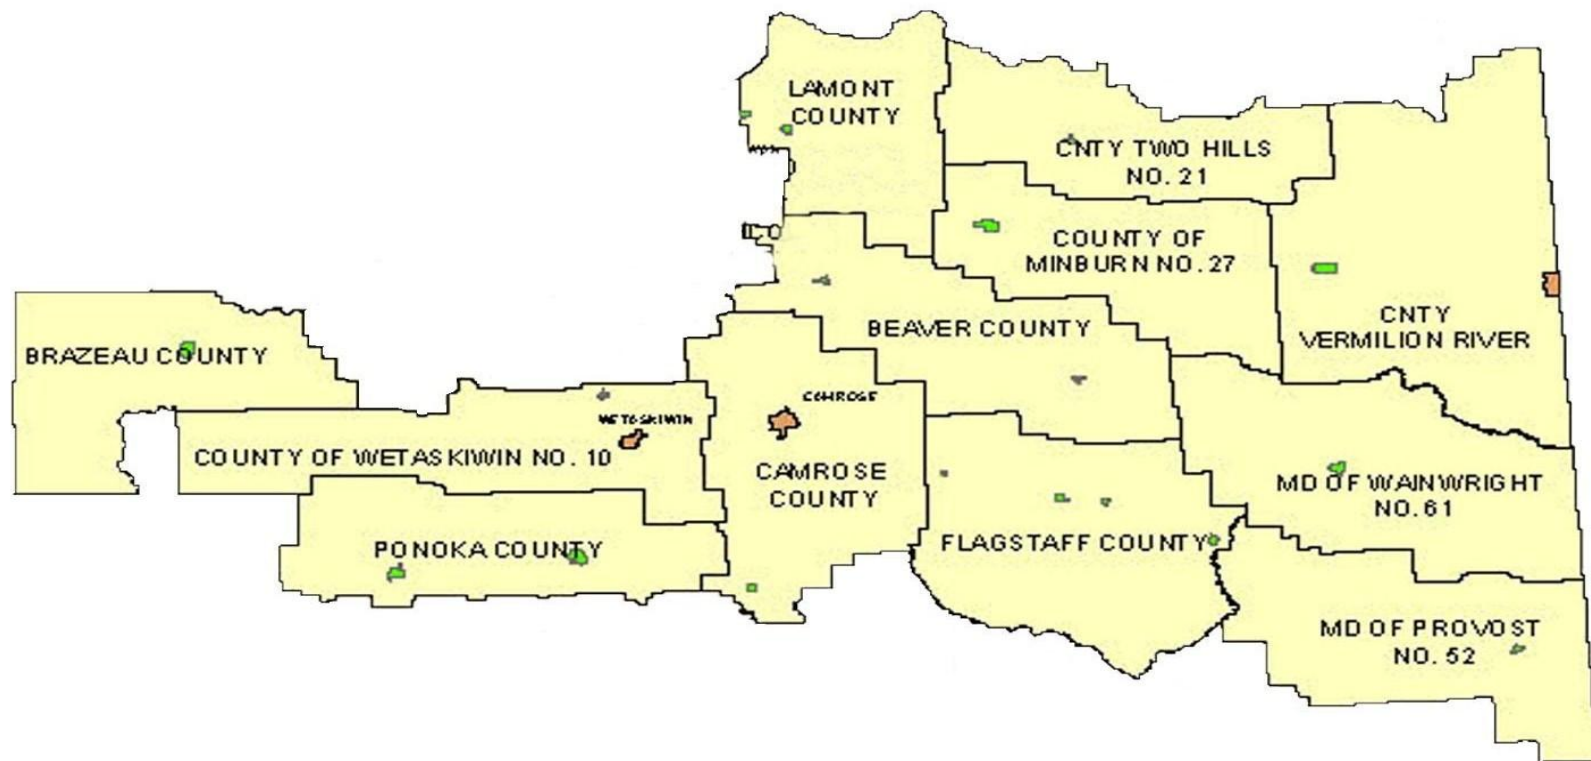 LAMONT
COUNTY
CNTY TWO HILLS
NO. 21
COUNTY OF
MINBURN NO. 27
CNTY
VERMILION RIVER
BEAVER COUNTY
BRAZEAU COUNTY
WETASKIWIN
CAMROSE
COUNTY OF WETASKIWIN NO. 10
CAMROSE
COUNTY
MD OF WAINWRIGHT
NO. 61
PONOKA COUNTY
FLAGSTAFF COUNTY
MD OF PROVOST
NO. 52